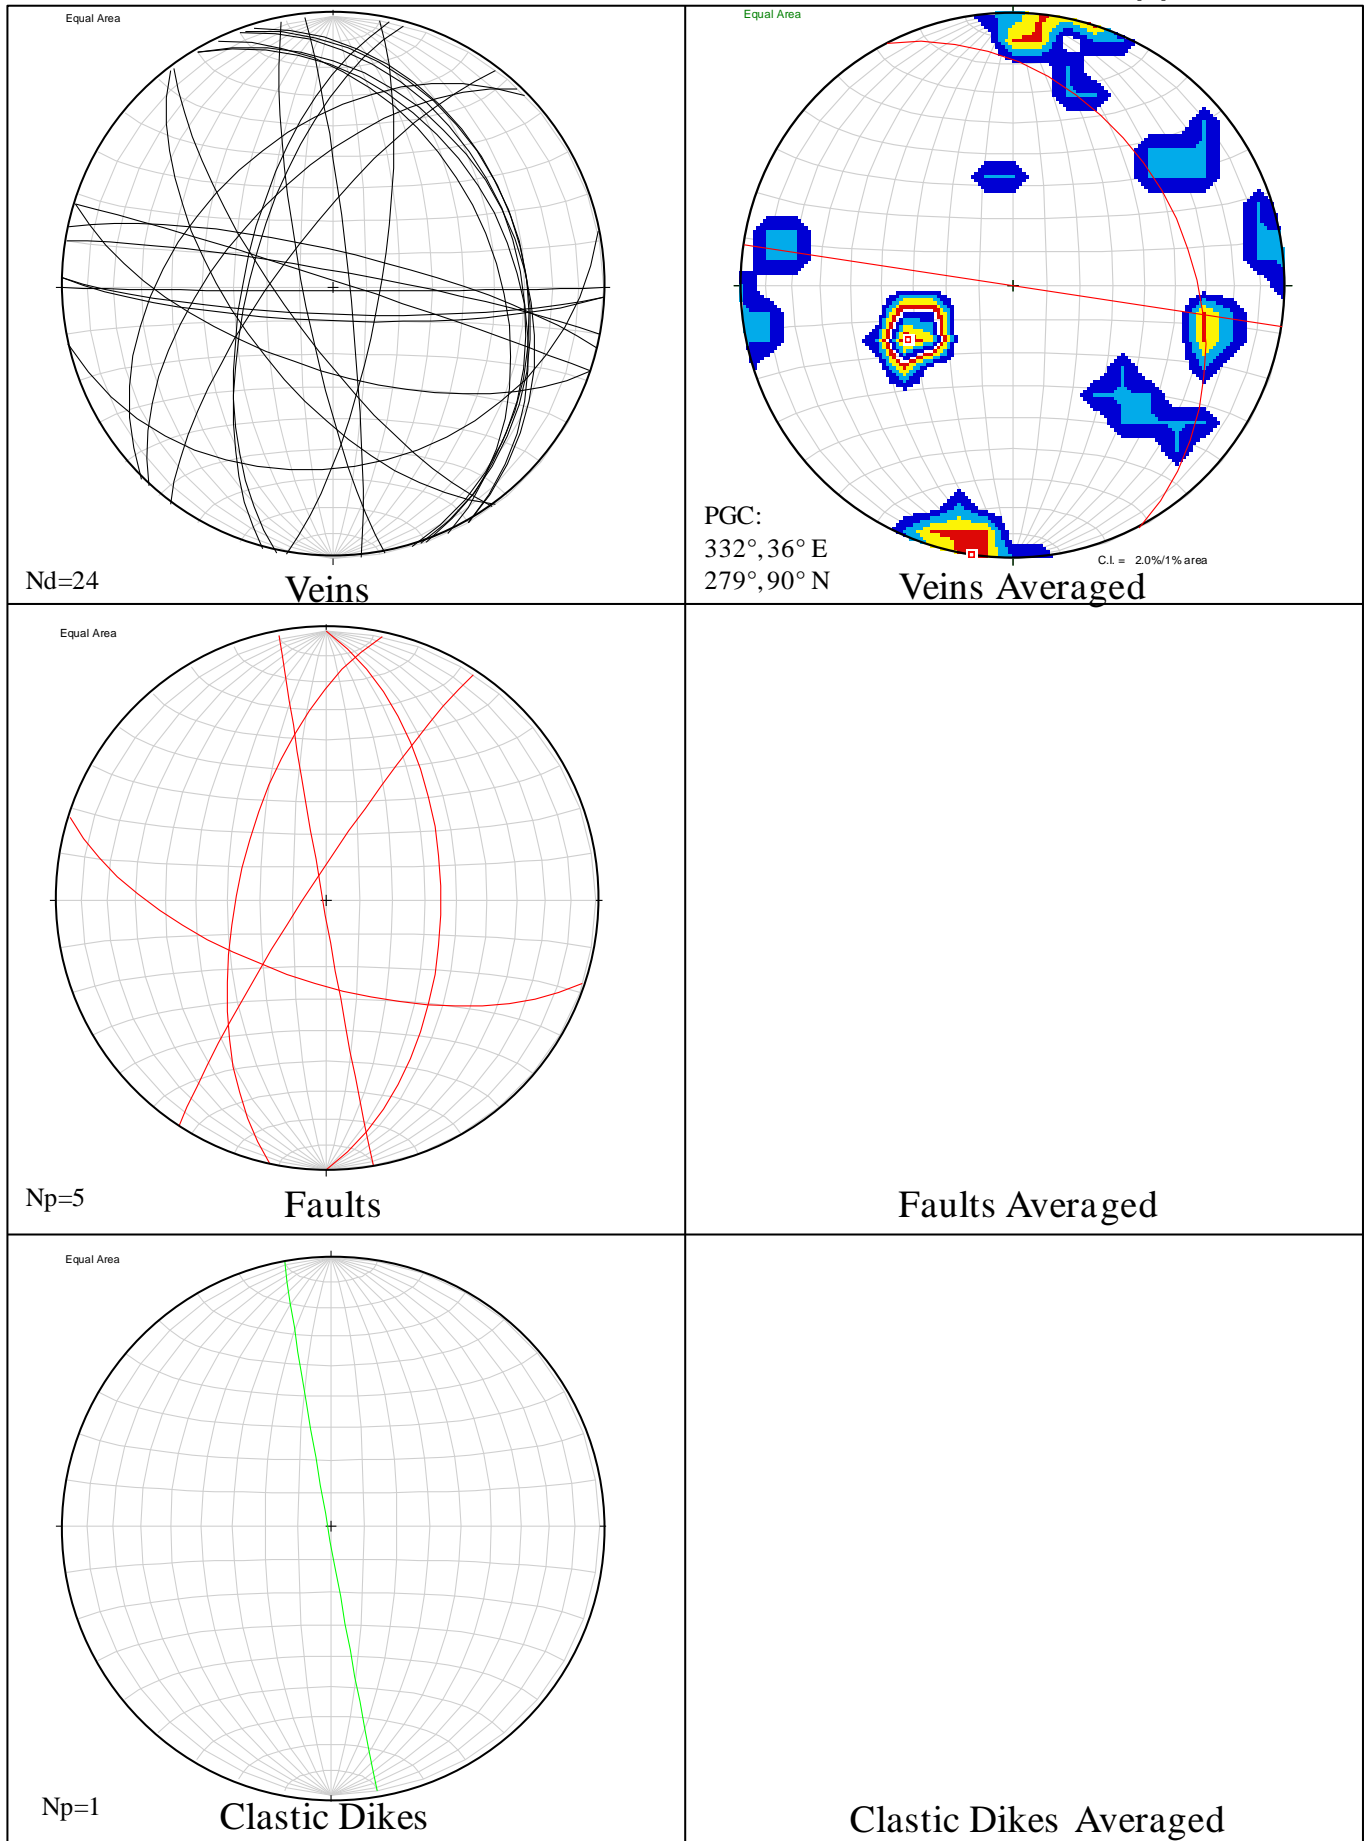 Equal Area
Nd=24
Veins
Equal Area
PGC:
332°, 36° E
279°, 90° N
C.I. = 2.0%/1% area
Veins Averaged
Equal Area
Np=5
Faults
Faults Averaged
Equal Area
Np=1
Clastic Dikes
Clastic Dikes Averaged